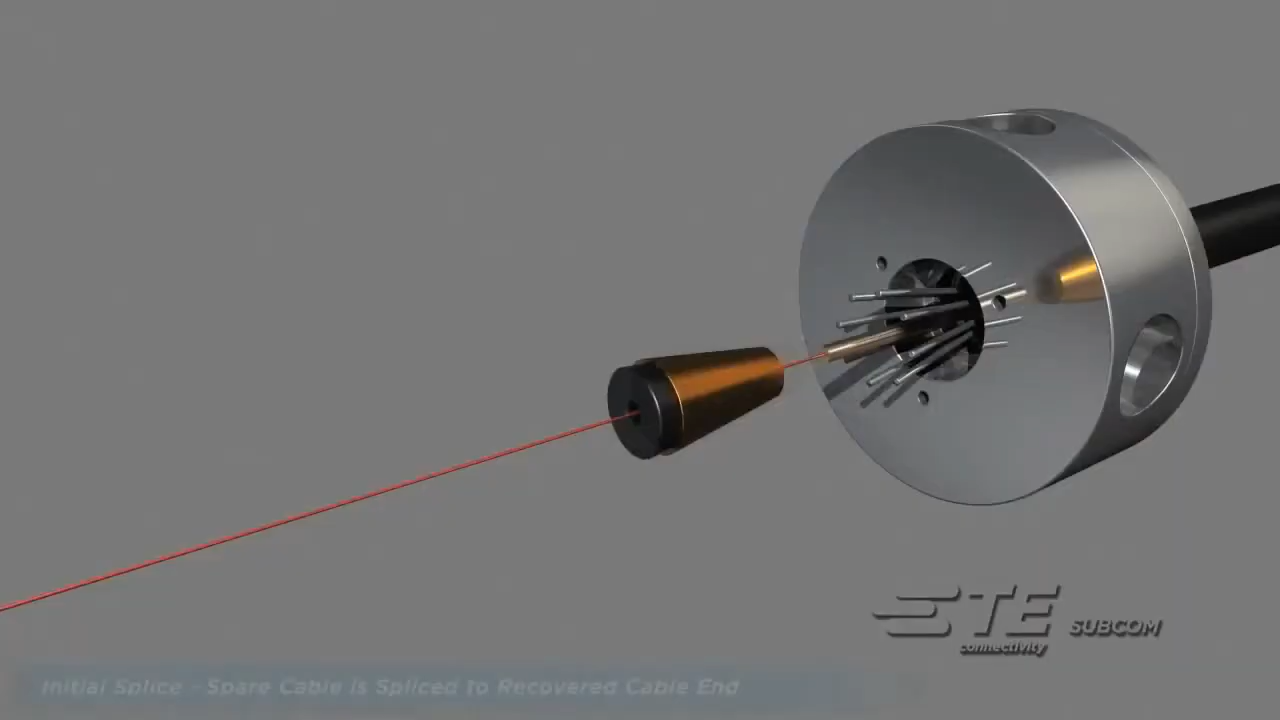 TE
SUBCOM
connectivity
Initial Splice - Spare Cable is Spliced to Recovered Cable End